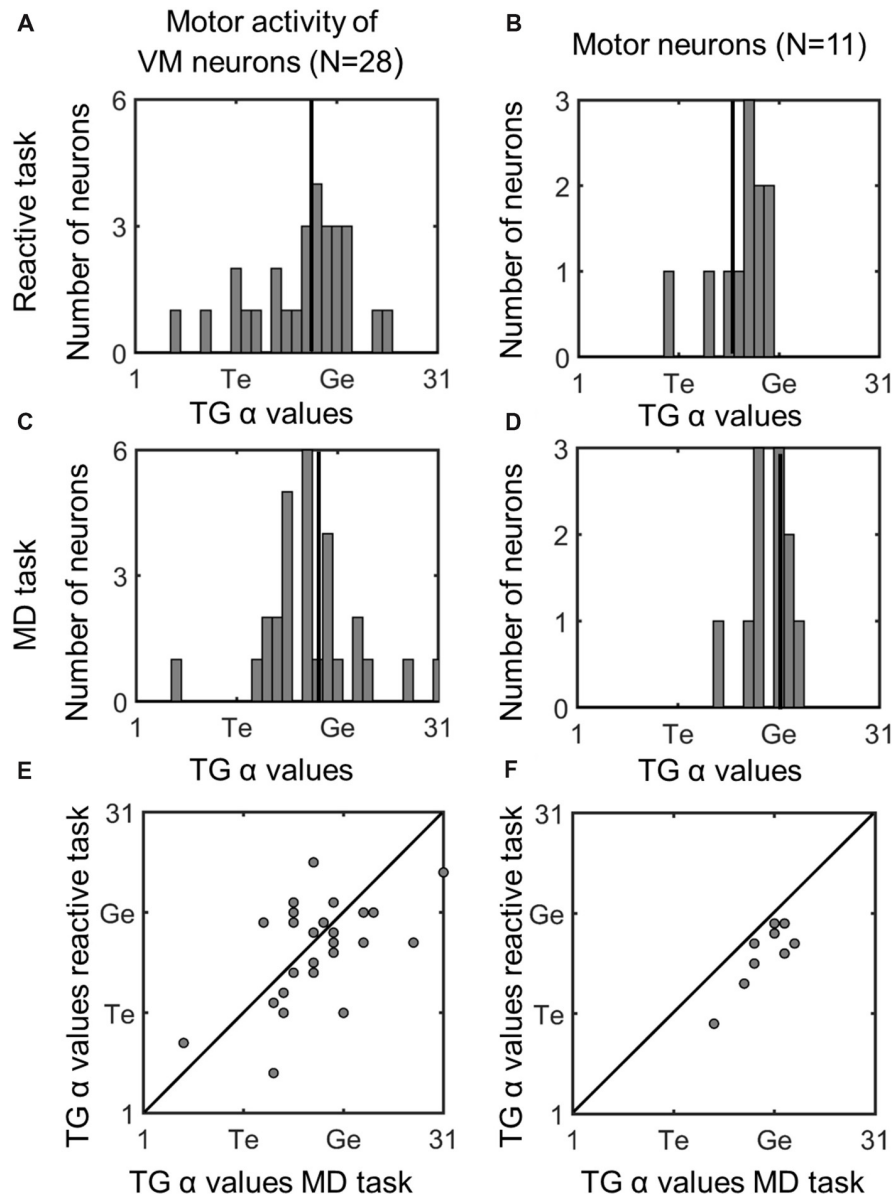 A
Motor activity of
VM neurons (N=28)
B
Motor neurons (N=11)
Reactive task
Number of neurons
6
3
0
1
Te
Ge
31
TG α values
Number of neurons
3
2
1
0
1
Te
Ge
31
TG α values
C
MD task
Number of neurons
6
3
0
1
Te
Ge
31
TG α values
D
Number of neurons
3
2
1
0
1
Te
Ge
31
TG α values
E
TG α values reactive task
31
Ge
Te
1
1
Te
Ge
31
TG α values MD task
F
TG α values reactive task
31
Ge
Te
1
1
Te
Ge
31
TG α values MD task